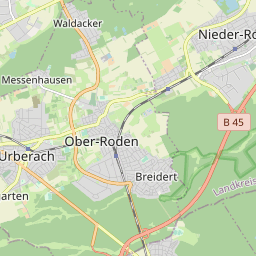 Waldacker
Nieder-Ro
Messenhausen
B 45
Ober-Roden
Urberach
Breidert
arten
Landkreis